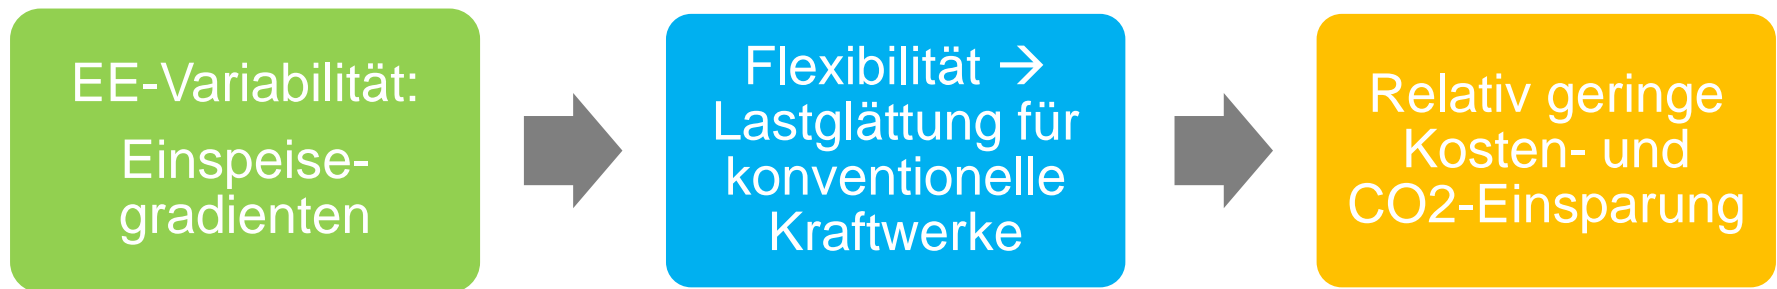 EE-Variabilität:
Einspeise-
gradienten
Flexibilität →
Lastglättung für
konventionelle
Kraftwerke
Relativ geringe
Kosten- und
CO2-Einsparung